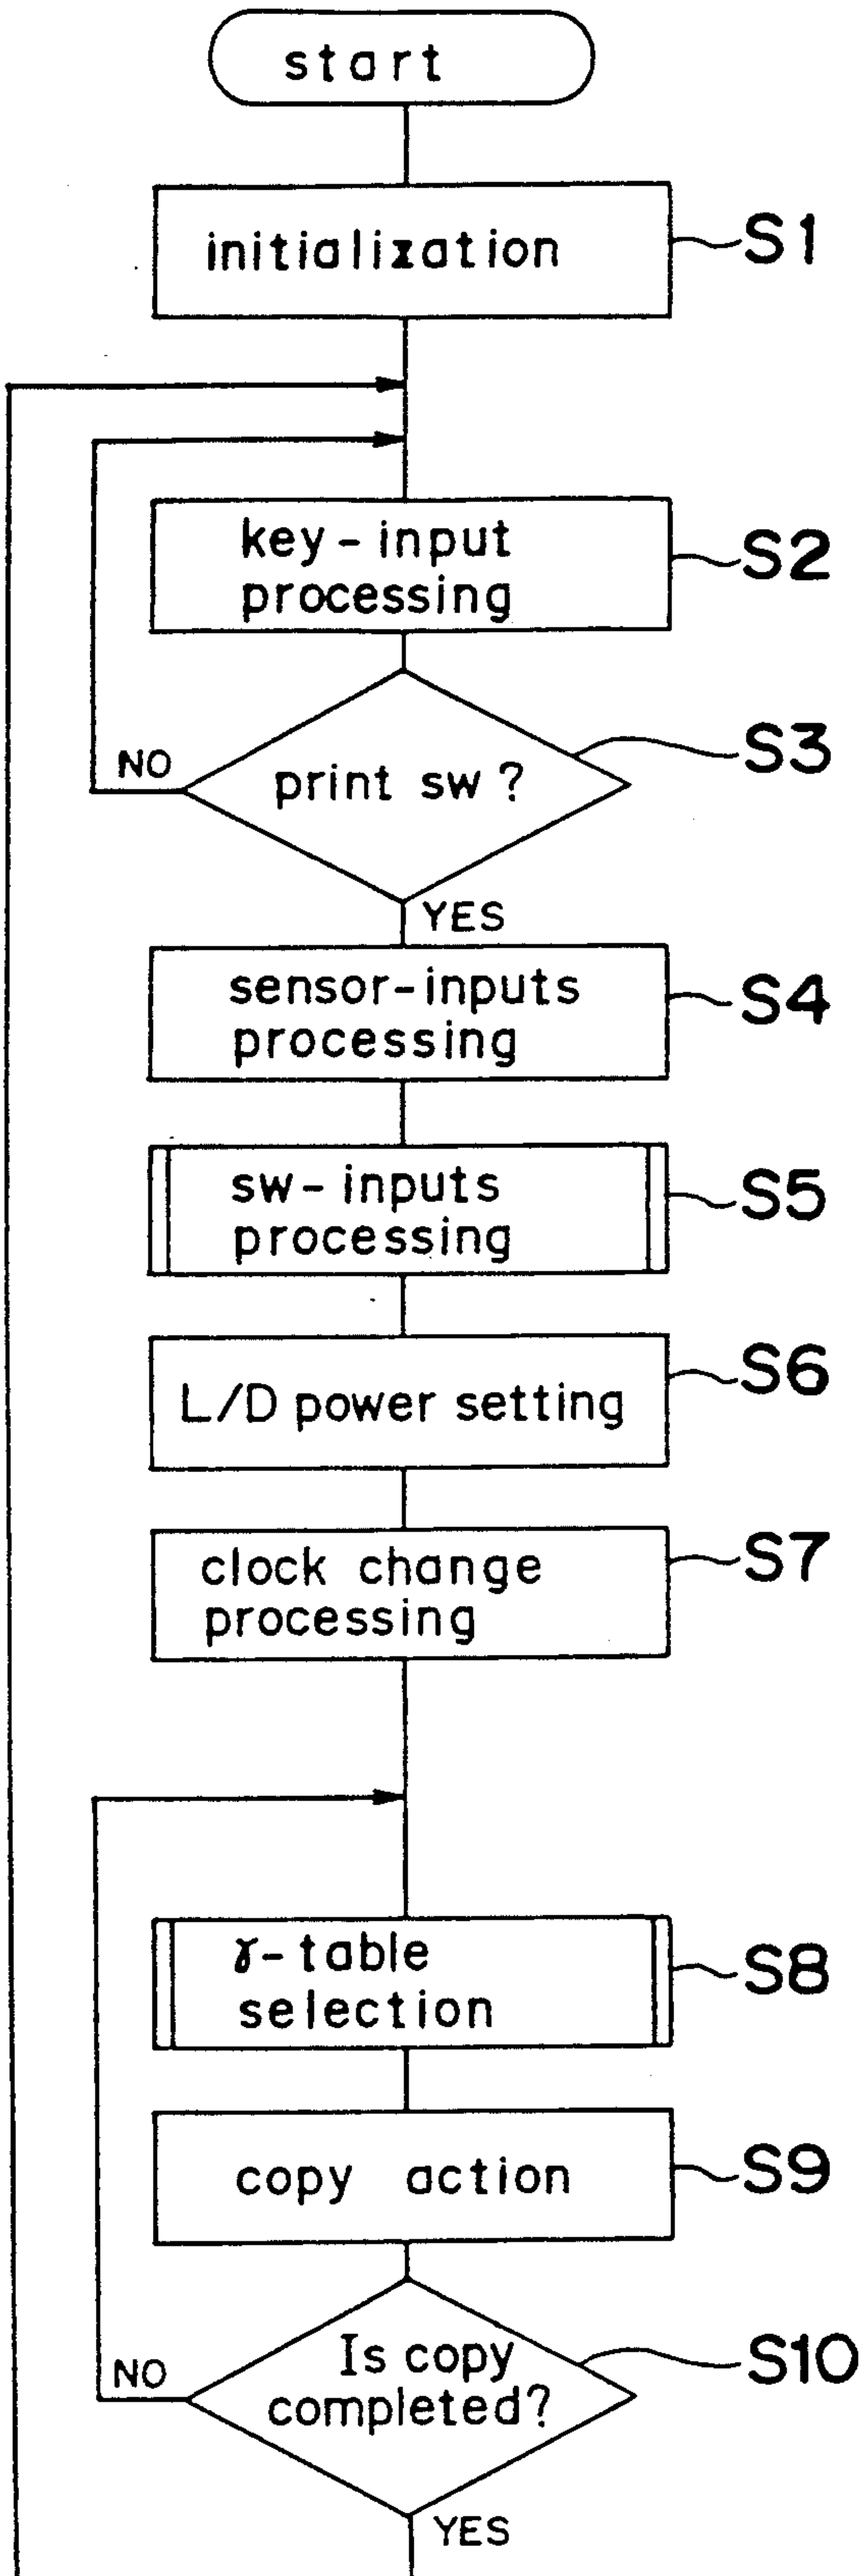 start
initialization
S1
key-input
processing
S2
print sw?
S3
NO
YES
sensor-inputs
processing
S4
sw-inputs
processing
S5
L/D power setting
S6
clock change
processing
S7
γ-table
selection
S8
copy action
S9
Is copy
completed?
S10
NO
YES